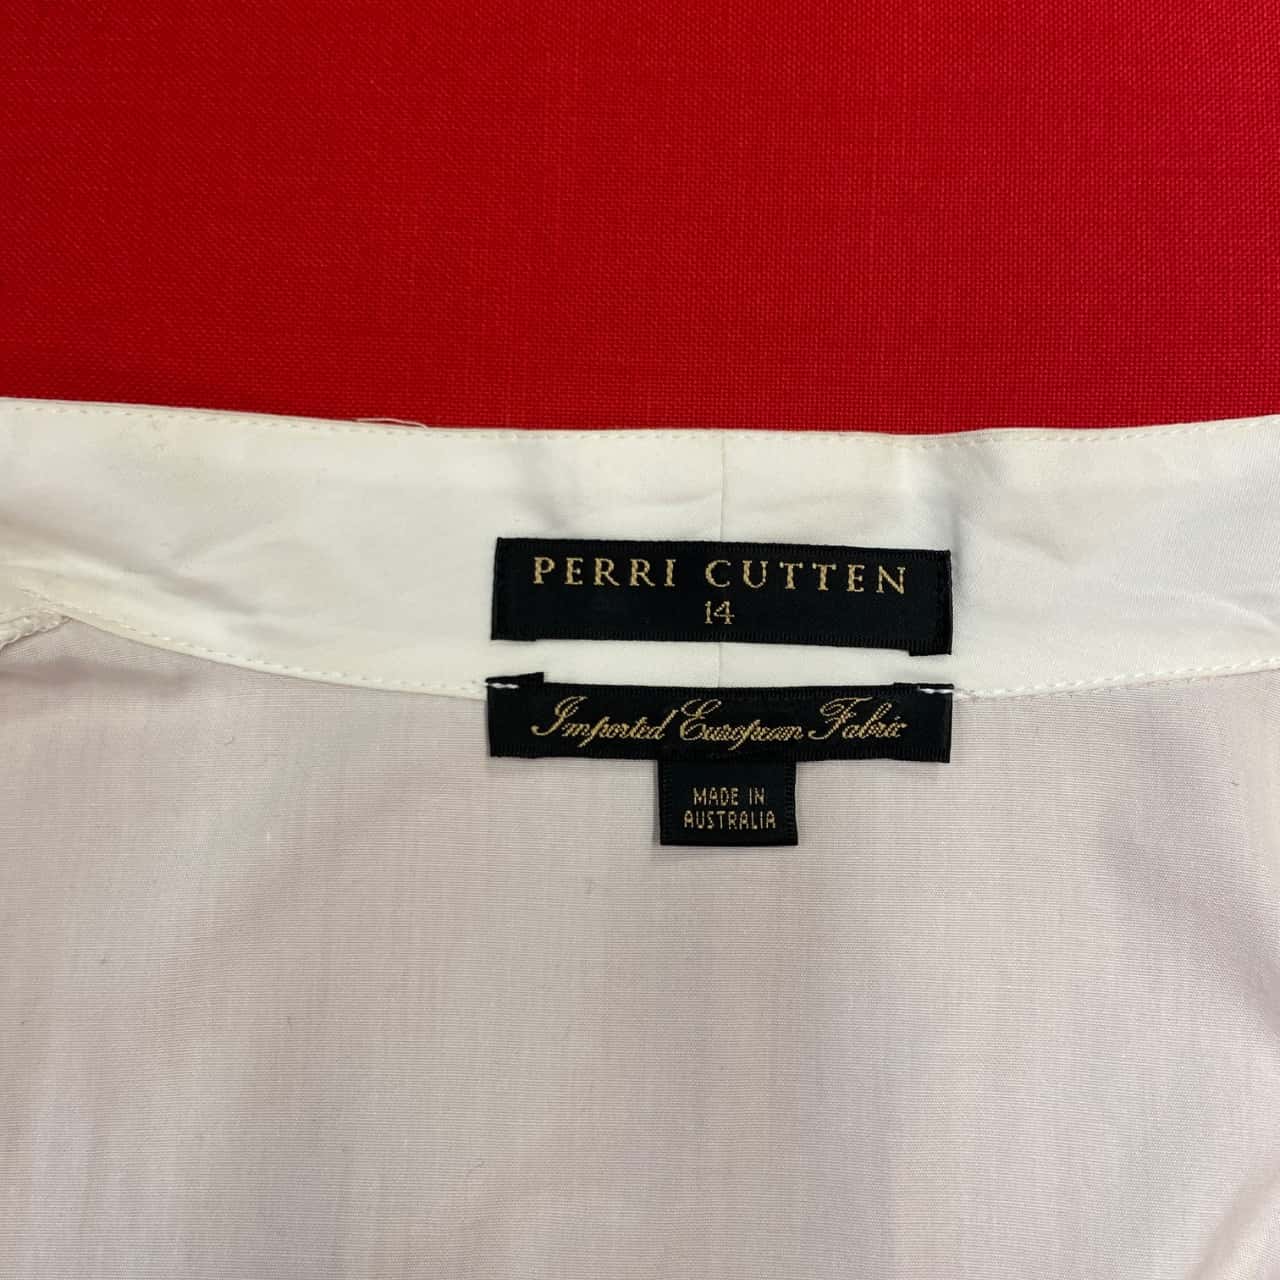 PERRI CUTTEN
14
Imported European Fabric
MADE IN
AUSTRALIA